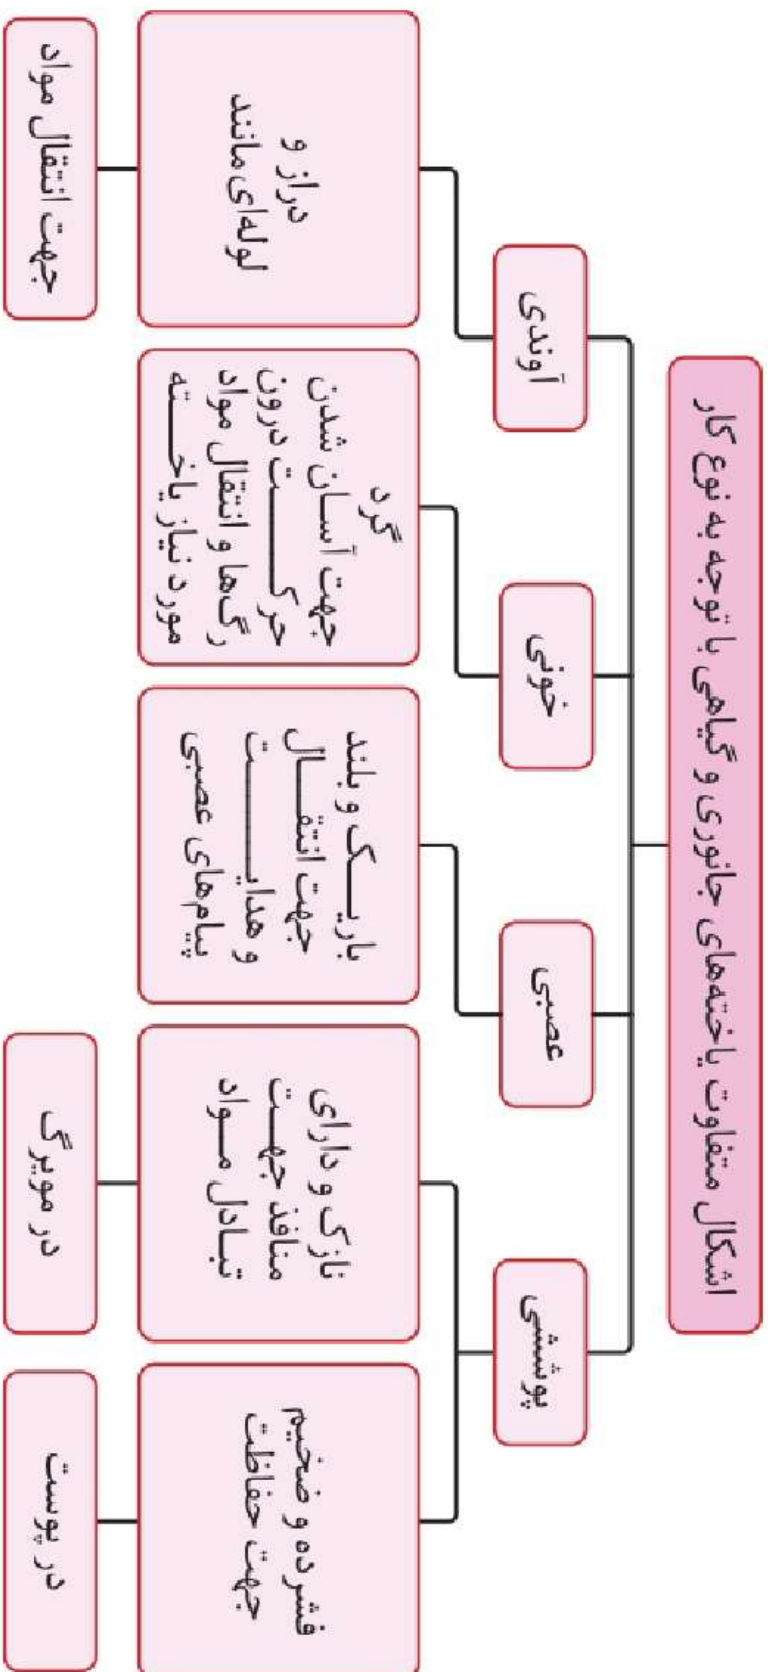 اشکال متفاوت یاخته‌های جانوری و گیاهی با توجه به نوع کار
پوششی
عصبی
خونی
آوندی
فشرده و ضخیم
جهت حفاظت
نازک و دارای
منافذ جهت
تبادل مواد
باریک و بلند
جهت انتقال
و هدایت
پیام‌های عصبی
گرد
جهت آسان شدن
حرکت درون
رگ‌ها و انتقال مواد
مورد نیاز یاخته
دراز و
لوله‌ای مانند
در پوست
در مویرگ
جهت انتقال مواد